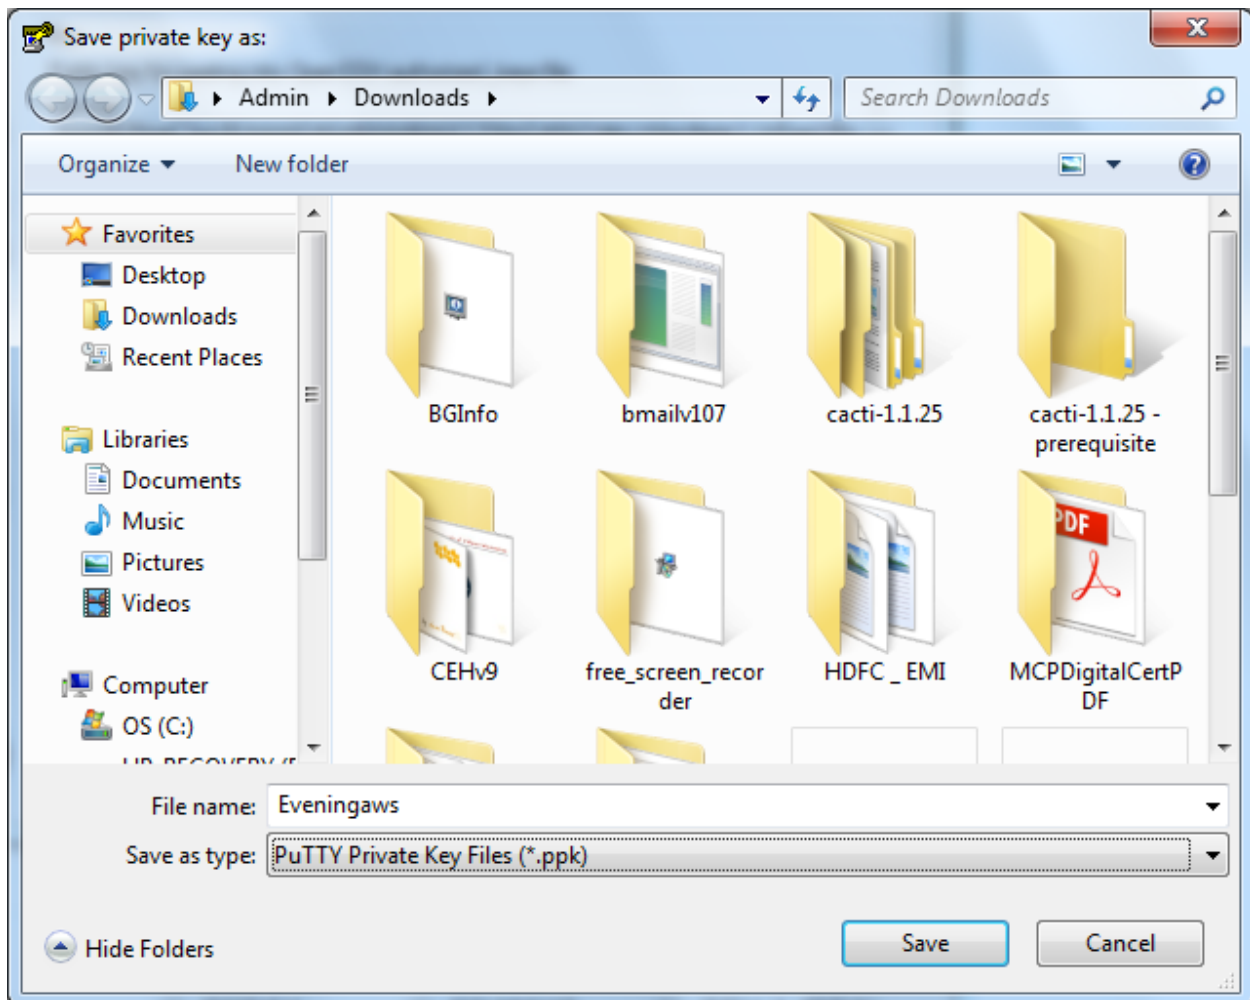 Save private key as:
Admin
Downloads
Search Downloads
Organize
New folder
Favorites
Desktop
Downloads
Recent Places
Libraries
Documents
Music
Pictures
Videos
Computer
OS (C:)
BGInfo
bmailv107
cacti-1.1.25
cacti-1.1.25 -
prerequisite
CEHv9
free_screen_recor
der
HDFC _ EMI
MCPDigitalCertP
DF
PDF
File name: Eveningaws
Save as type: PuTTY Private Key Files (*.ppk)
Hide Folders
Save
Cancel